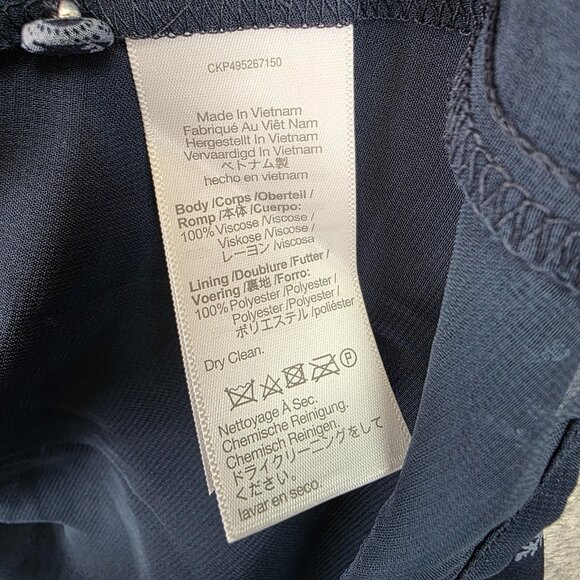 CKP495267150
Made In Vietnam
Fabriqué Au Viêt Nam
Hergestellt In Vietnam
Vervaardigd In Vietnam
ベトナム製
hecho en vietnam
Body /Corps /Oberteil /
Romp /本体 /Cuerpo:
100% Viscose /Viscose /
Viskose /Viscose /
レーヨン /viscosa
Lining /Doublure /Futter /
Voering /裏地 /Forro:
100% Polyester /Polyester /
Polyester /Polyester /
ポリエステル /poliéster
Dry Clean.
P
Nettoyage À Sec.
Chemische Reinigung.
Chemisch Reinigen.
ドライクリーニングをして
ください。
lavar en seco.